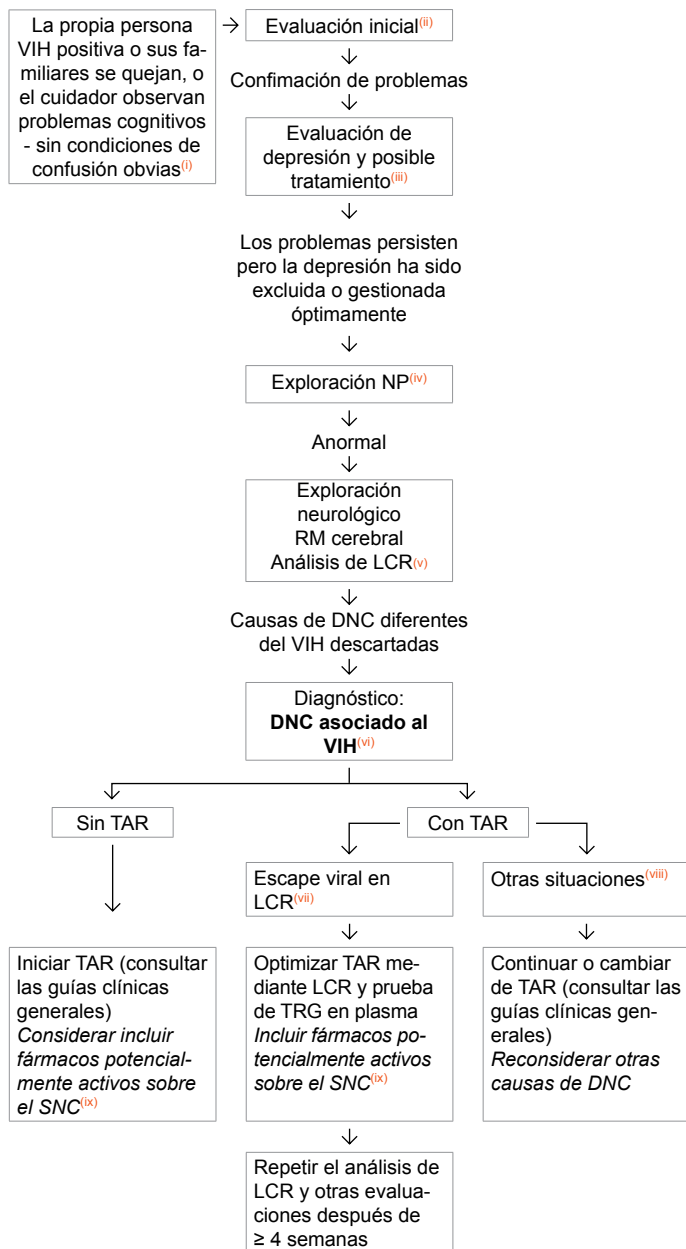 La propia persona
VIH positiva o sus fa-
miliares se quejan, o
el cuidador observan
problemas cognitivos
- sin condiciones de
confusión obvias(i)
Evaluación inicial(ii)
Confimación de problemas
Evaluación de
depresión y posible
tratamiento(iii)
Los problemas persisten
pero la depresión ha sido
excluida o gestionada
óptimamente
Exploración NP(iv)
Anormal
Exploración
neurológico
RM cerebral
Análisis de LCR(v)
Causas de DNC diferentes
del VIH descartadas
Diagnóstico:
DNC asociado al
VIH(vi)
Sin TAR
Con TAR
Escape viral en
LCR(vii)
Otras situaciones(viii)
Iniciar TAR (consultar
las guías clínicas
generales)
Considerar incluir
fármacos potencial-
mente activos sobre
el SNC(ix)
Optimizar TAR me-
diante LCR y prueba
de TRG en plasma
Incluir fármacos po-
tencialmente activos
sobre el SNC(ix)
Continuar o cambiar
de TAR (consultar las
guías clínicas gen-
erales)
Reconsiderar otras
causas de DNC
Repetir el análisis de
LCR y otras evalua-
ciones después de
≥ 4 semanas